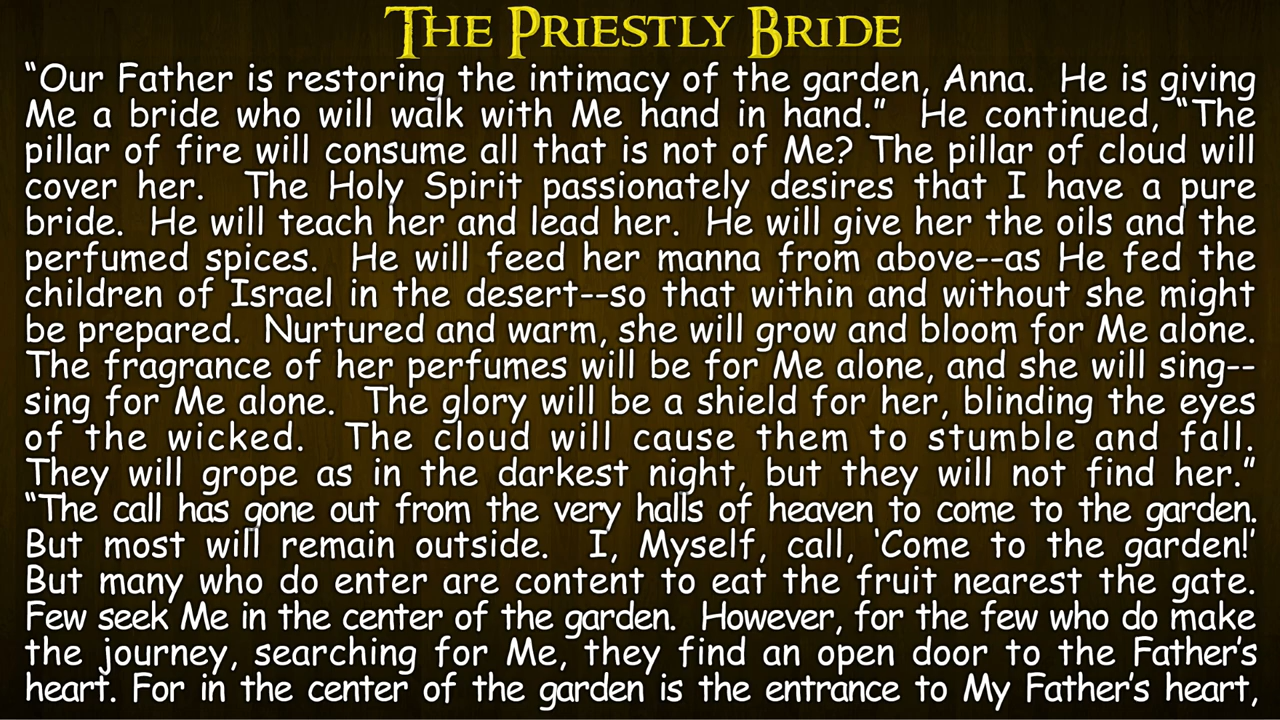 The Priestly Bride
“Our Father is restoring the intimacy of the garden, Anna. He is giving
Me a bride who will walk with Me hand in hand.” He continued, “The
pillar of fire will consume all that is not of Me? The pillar of cloud will
cover her. The Holy Spirit passionately desires that I have a pure
bride. He will teach her and lead her. He will give her the oils and the
perfumed spices. He will feed her manna from above--as He fed the
children of Israel in the desert--so that within and without she might
be prepared. Nurtured and warm, she will grow and bloom for Me alone.
The fragrance of her perfumes will be for Me alone, and she will sing--
sing for Me alone. The glory will be a shield for her, blinding the eyes
of the wicked. The cloud will cause them to stumble and fall.
They will grope as in the darkest night, but they will not find her.”
“The call has gone out from the very halls of heaven to come to the garden.
But most will remain outside. I, Myself, call, ‘Come to the garden!’
But many who do enter are content to eat the fruit nearest the gate.
Few seek Me in the center of the garden. However, for the few who do make
the journey, searching for Me, they find an open door to the Father’s
heart. For in the center of the garden is the entrance to My Father’s heart,